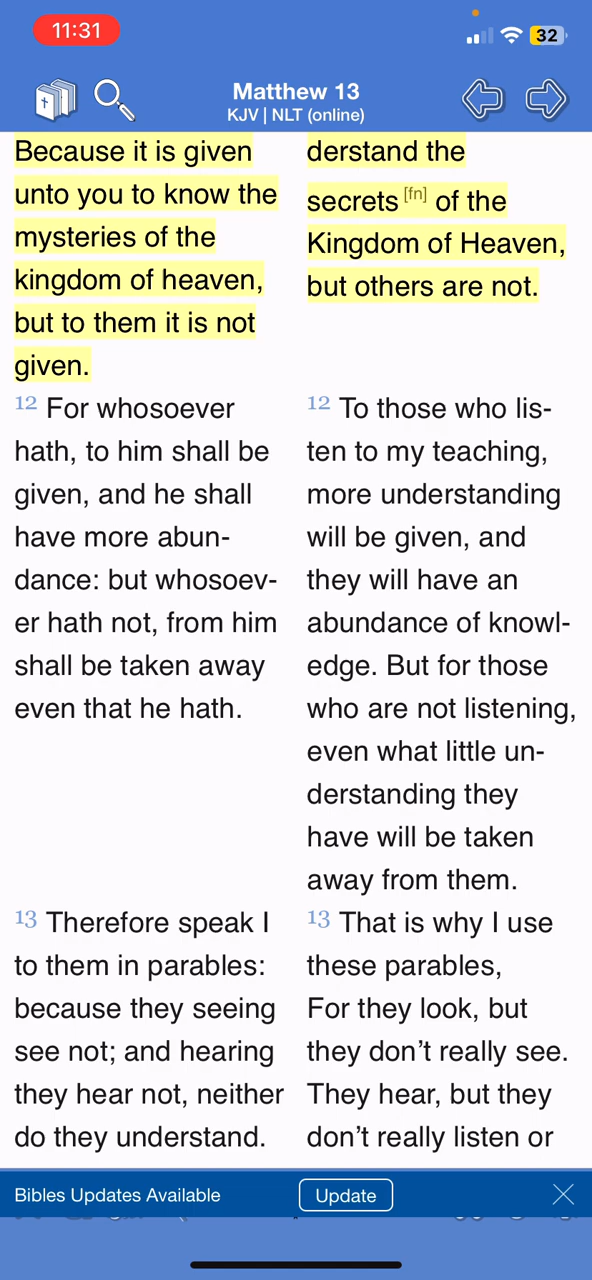 11:31
32
Matthew 13
KJV | NLT (online)
Because it is given
unto you to know the
mysteries of the
kingdom of heaven,
but to them it is not
given.
12 For whosoever
hath, to him shall be
given, and he shall
have more abun-
dance: but whosoev-
er hath not, from him
shall be taken away
even that he hath.
13 Therefore speak I
to them in parables:
because they seeing
see not; and hearing
they hear not, neither
do they understand.
derstand the
secrets [fn] of the
Kingdom of Heaven,
but others are not.
12 To those who lis-
ten to my teaching,
more understanding
will be given, and
they will have an
abundance of knowl-
edge. But for those
who are not listening,
even what little un-
derstanding they
have will be taken
away from them.
13 That is why I use
these parables,
For they look, but
they don’t really see.
They hear, but they
don’t really listen or
Bibles Updates Available
Update